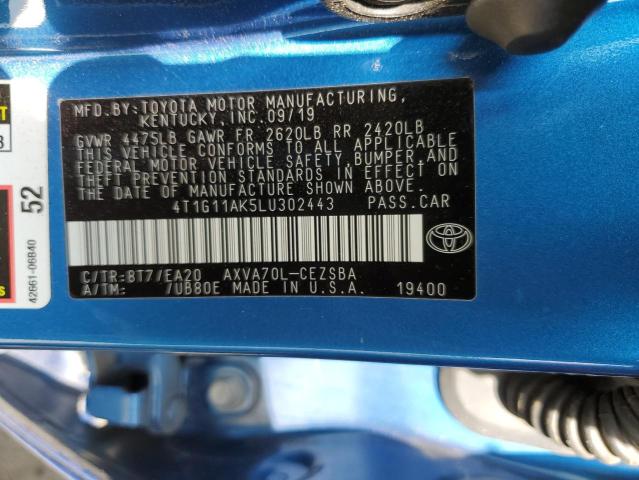 MFD.BY:TOYOTA MOTOR MANUFACTURING,
KENTUCKY,INC.09/19
GVWR 4475LB GAWR FR 2620LB RR 2420LB
THIS VEHICLE CONFORMS TO ALL APPLICABLE
FEDERAL MOTOR VEHICLE SAFETY,BUMPER,AND
THEFT PREVENTION STANDARDS IN EFFECT ON
THE DATE OF MANUFACTURE SHOWN ABOVE.
4T1G11AK5LU302443 PASS.CAR
C/TR:8T7/EA20 AXVA70L-CEZSBA
A/TM: 7UB80E MADE IN U.S.A. 19400
TOYOTA
52
42661-06B40